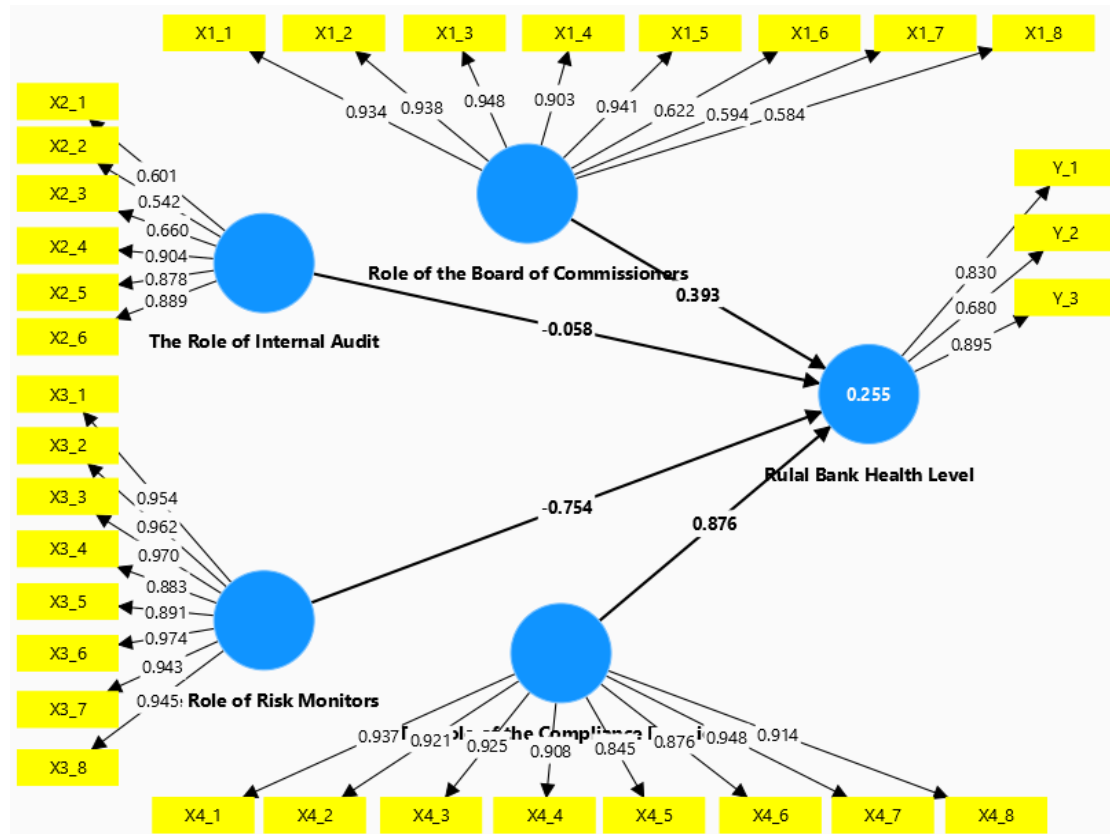 X1_1
X1_2
X1_3
X1_4
X1_5
X1_6
X1_7
X1_8
0.934
0.938
0.948
0.903
0.941
0.622
0.594
0.584
X2_1
X2_2
X2_3
X2_4
X2_5
X2_6
0.601
0.542
0.660
0.904
0.878
0.889
The Role of Internal Audit
Role of the Board of Commissioners
0.393
-0.058
Y_1
Y_2
Y_3
0.830
0.680
0.895
0.255
Rulal Bank Health Level
X3_1
X3_2
X3_3
X3_4
X3_5
X3_6
X3_7
X3_8
0.954
0.962
0.970
0.883
0.891
0.974
0.943
0.945
Role of Risk Monitors
-0.754
0.876
of the Compliance
0.937
0.921
0.925
0.908
0.845
0.876
0.948
0.914
X4_1
X4_2
X4_3
X4_4
X4_5
X4_6
X4_7
X4_8